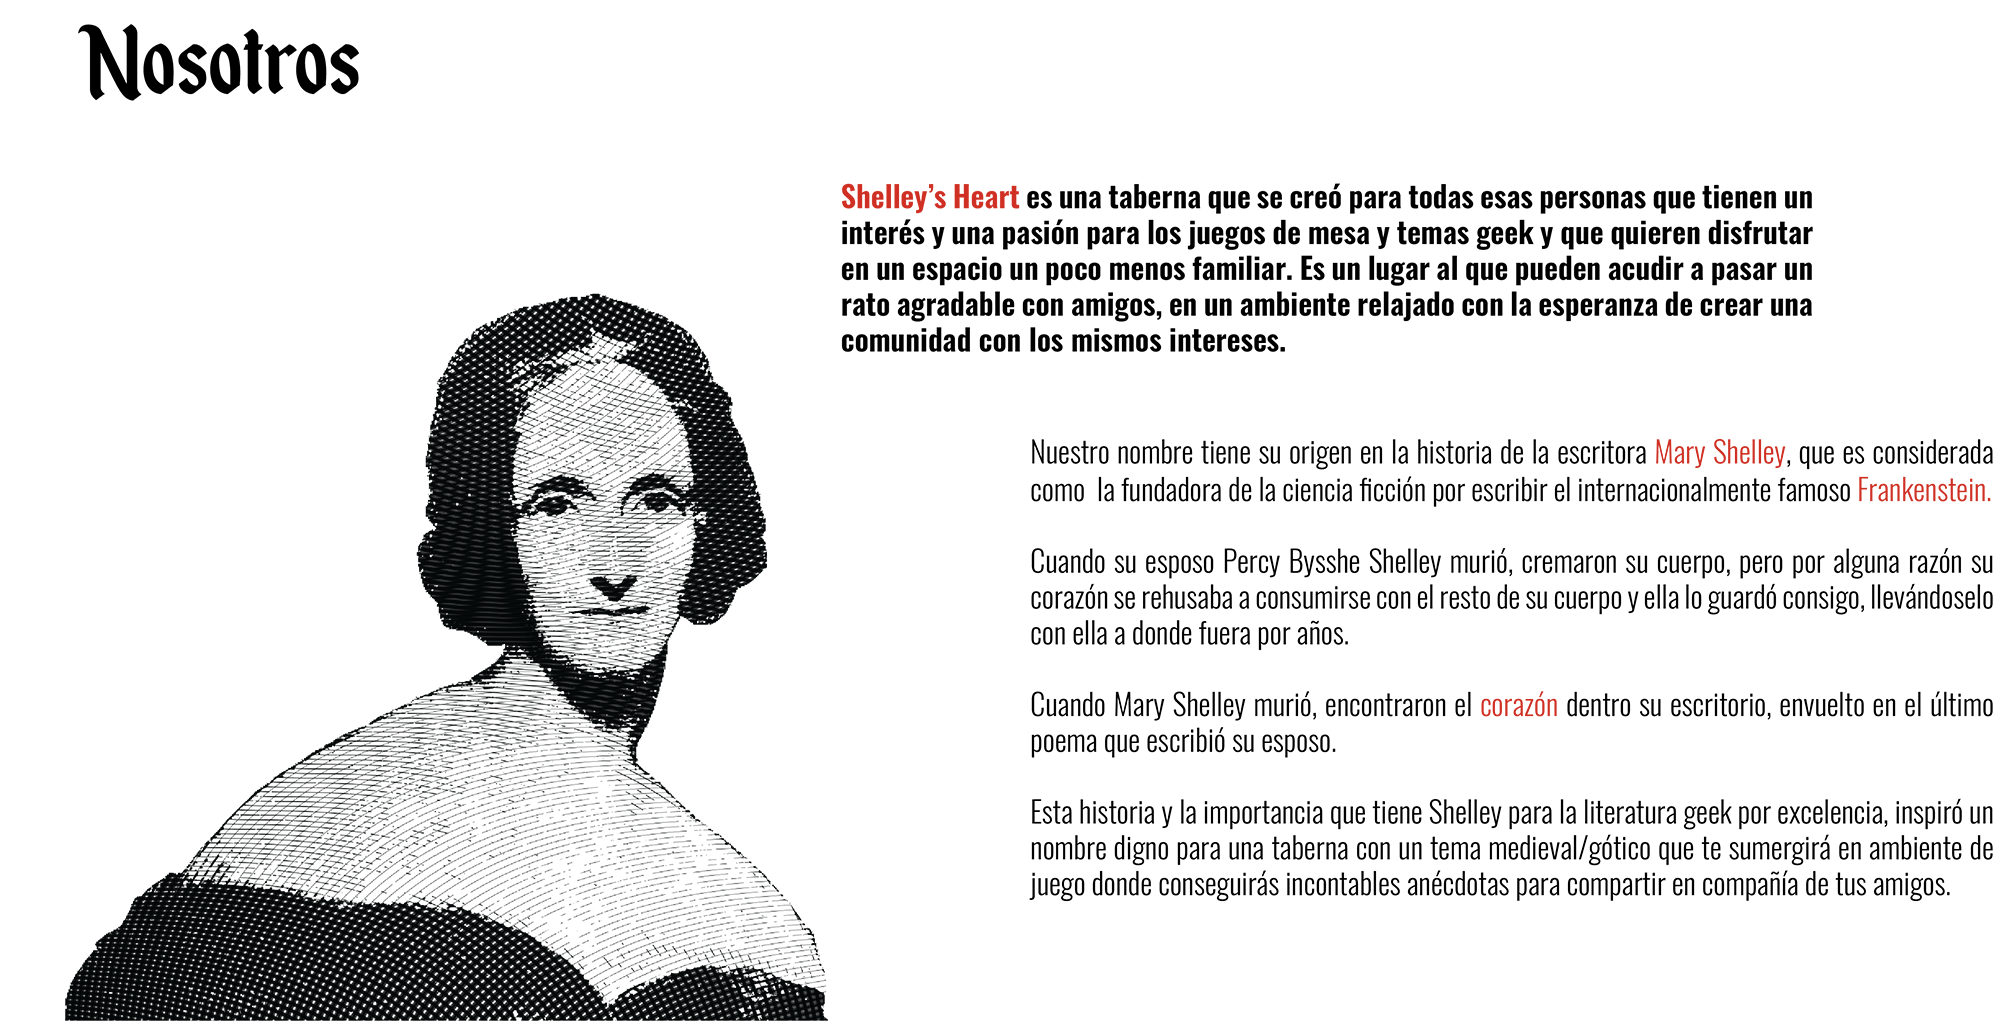 Nosotros
Shelley’s Heart es una taberna que se creó para todas esas personas que tienen un
interés y una pasión para los juegos de mesa y temas geek y que quieren disfrutar
en un espacio un poco menos familiar. Es un lugar al que pueden acudir a pasar un
rato agradable con amigos, en un ambiente relajado con la esperanza de crear una
comunidad con los mismos intereses.
Nuestro nombre tiene su origen en la historia de la escritora Mary Shelley, que es considerada
como la fundadora de la ciencia ficción por escribir el internacionalmente famoso Frankenstein.
Cuando su esposo Percy Bysshe Shelley murió, cremaron su cuerpo, pero por alguna razón su
corazón se rehusaba a consumirse con el resto de su cuerpo y ella lo guardó consigo, llevándoselo
con ella a donde fuera por años.
Cuando Mary Shelley murió, encontraron el corazón dentro su escritorio, envuelto en el último
poema que escribió su esposo.
Esta historia y la importancia que tiene Shelley para la literatura geek por excelencia, inspiró un
nombre digno para una taberna con un tema medieval/gótico que te sumergirá en ambiente de
juego donde conseguirás incontables anécdotas para compartir en compañía de tus amigos.